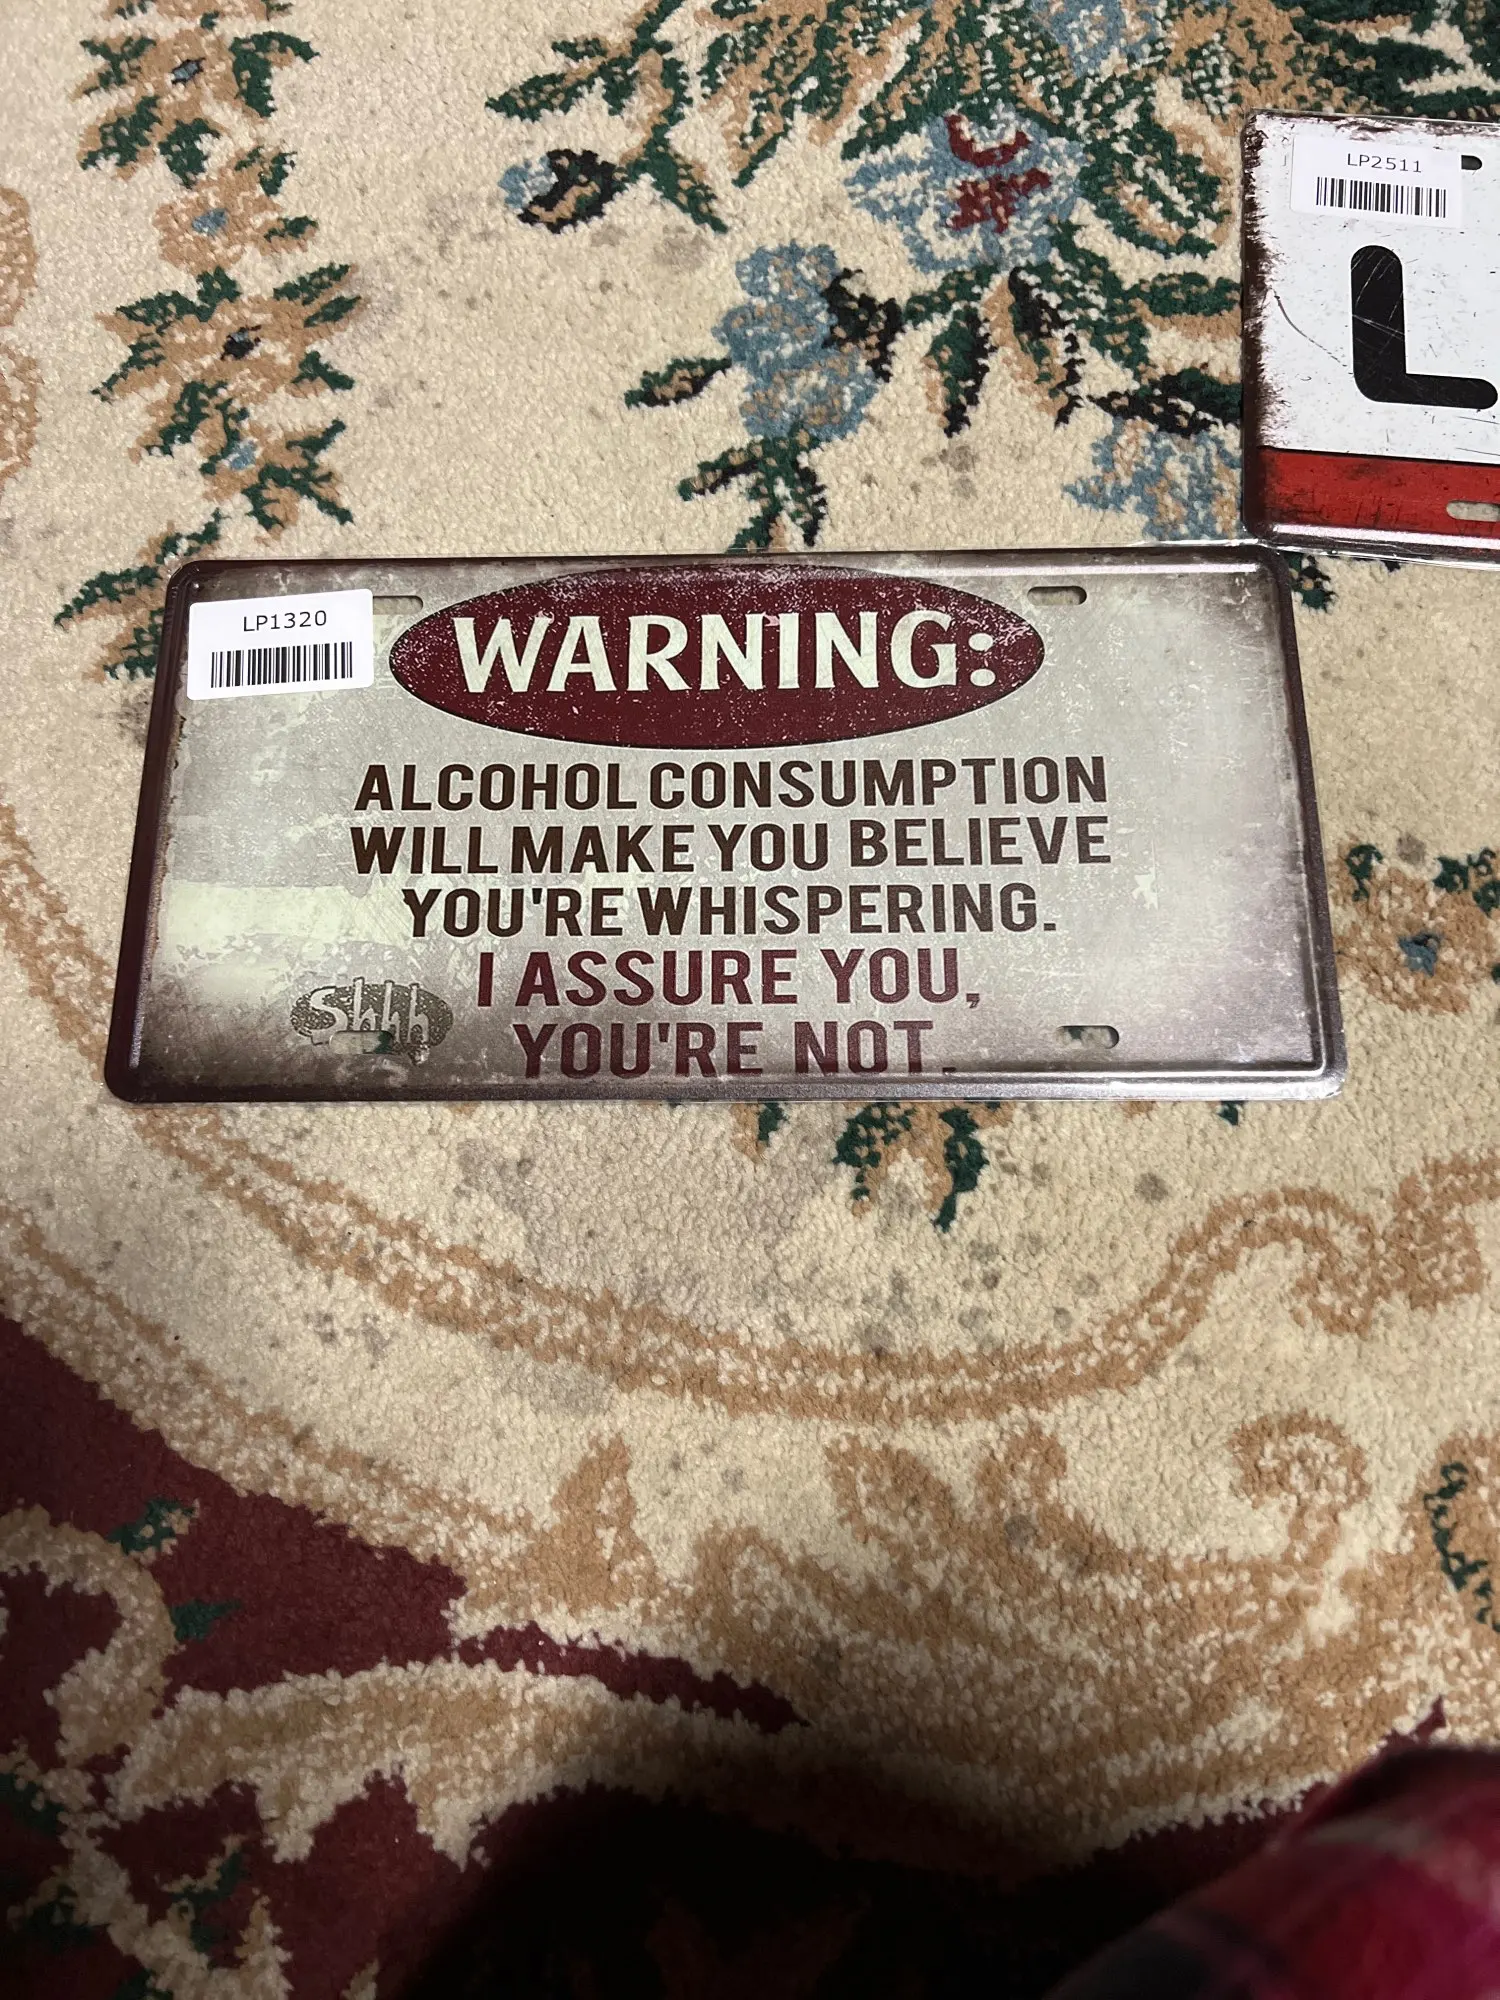 LP2511
L
LP1320
WARNING:
ALCOHOL CONSUMPTION
WILL MAKE YOU BELIEVE
YOU'RE WHISPERING.
I ASSURE YOU,
YOU'RE NOT.
Shhh